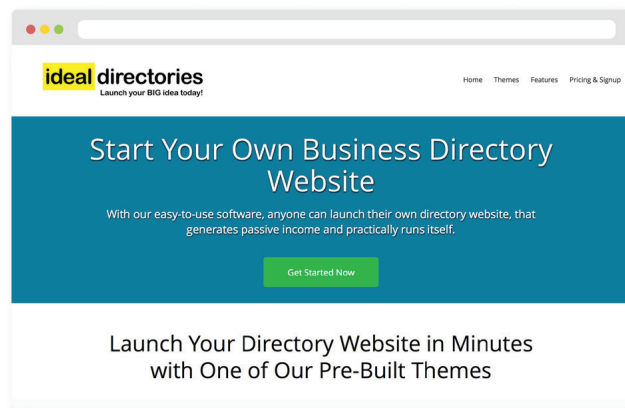 ideal directories
Launch your BIG idea today!
Home Themes Features Pricing & Signup
Start Your Own Business Directory
Website
With our easy-to-use software, anyone can launch their own directory website, that
generates passive income and practically runs itself.
Get Started Now
Launch Your Directory Website in Minutes
with One of Our Pre-Built Themes